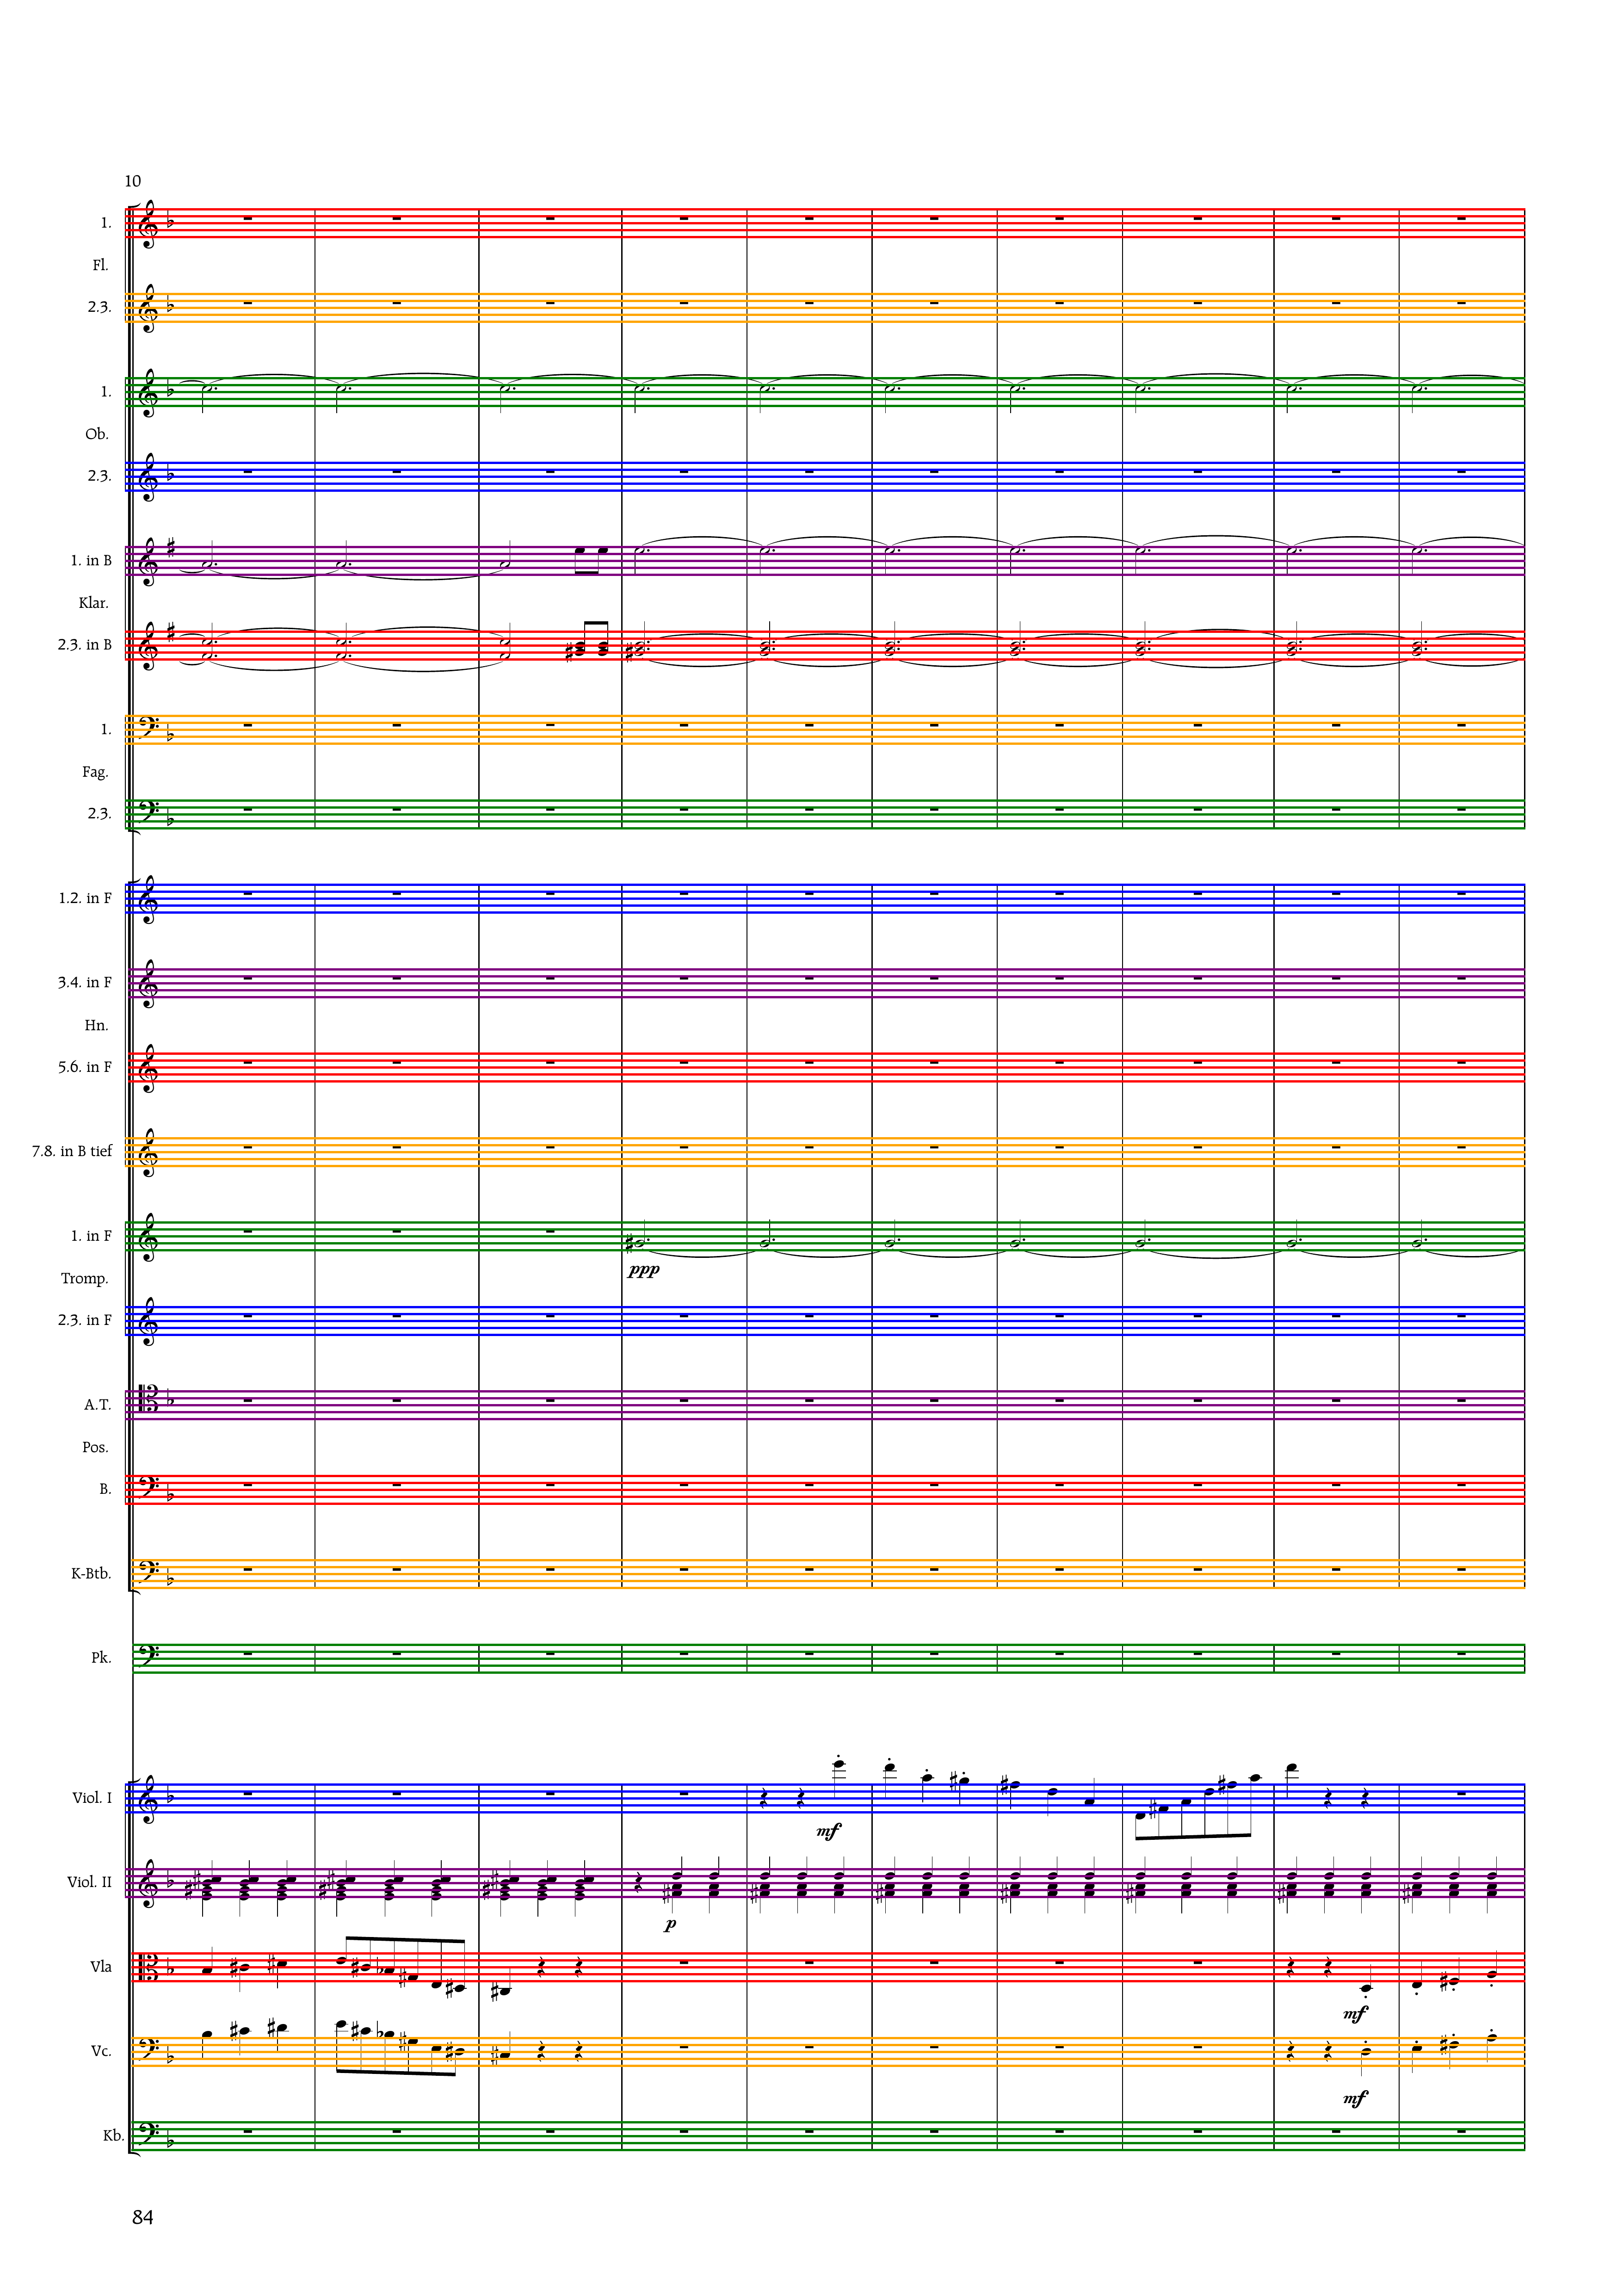 10
1.
Fl.
2.3.
1.
Ob.
2.3.
1. in B
Klar.
2.3. in B
1.
Fag.
2.3.
1.2. in F
3.4. in F
Hn.
5.6. in F
7.8. in B tief
1. in F
ppp
Tromp.
2.3. in F
A.T.
Pos.
B.
K-Btb.
Pk.
Viol. I
mf
Viol. II
p
Vla
mf
Vc.
mf
Kb.
84